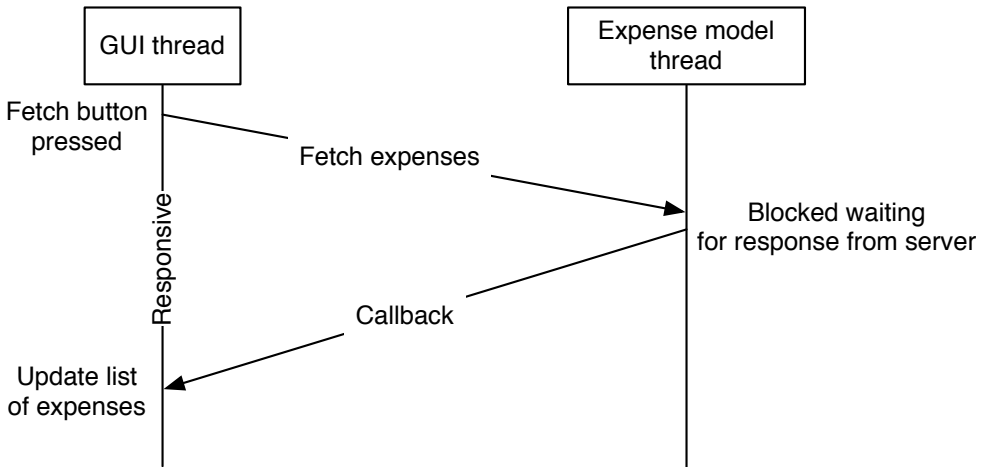 GUI thread
Expense model
thread
Fetch button
pressed
Fetch expenses
Responsive
Blocked waiting
for response from server
Callback
Update list
of expenses